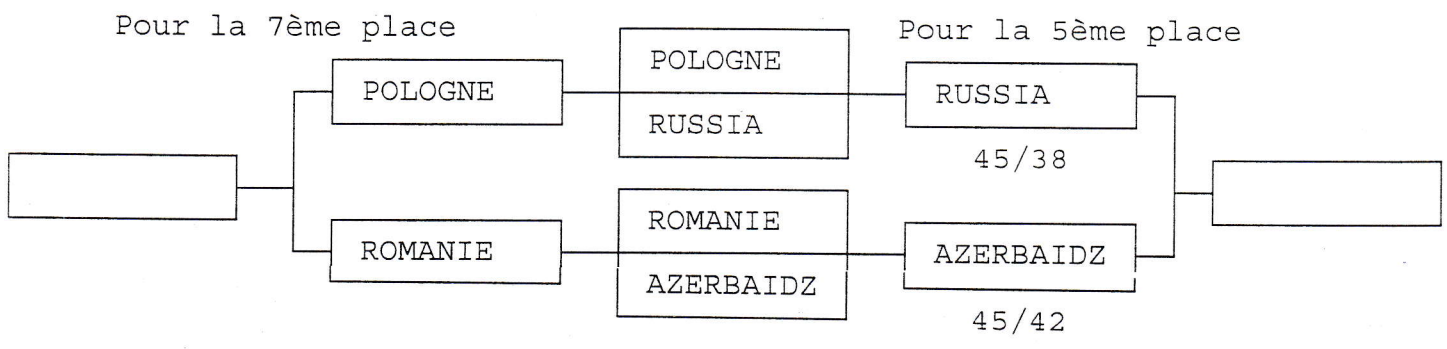 Pour la 7ème place
POLOGNE
ROMANIE
POLOGNE
RUSSIA
ROMANIE
AZERBAIDZ
Pour la 5ème place
RUSSIA
45/38
AZERBAIDZ
45/42